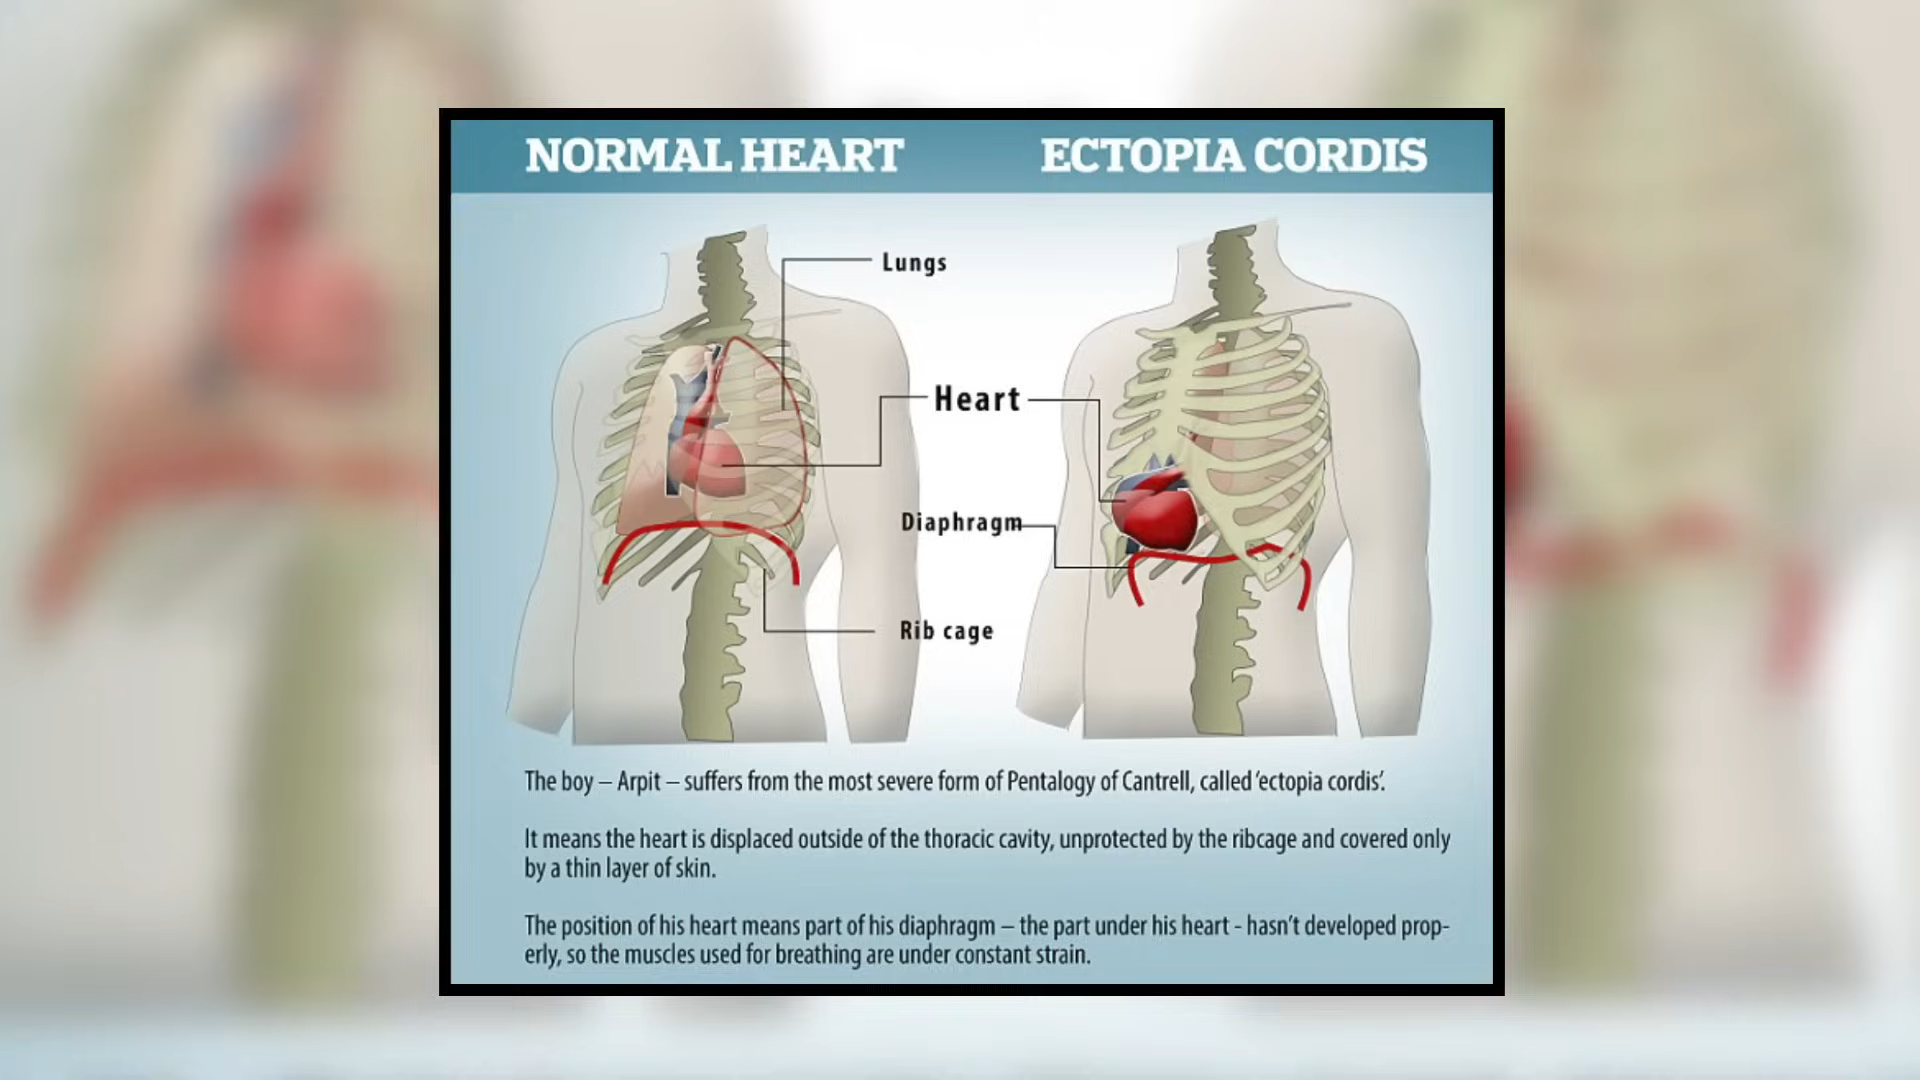 NORMAL HEART
ECTOPIA CORDIS
Lungs
Heart
Diaphragm
Rib cage
The boy – Arpit – suffers from the most severe form of Pentalogy of Cantrell, called 'ectopia cordis'.
It means the heart is displaced outside of the thoracic cavity, unprotected by the ribcage and covered only
by a thin layer of skin.
The position of his heart means part of his diaphragm – the part under his heart - hasn't developed prop-
erly, so the muscles used for breathing are under constant strain.